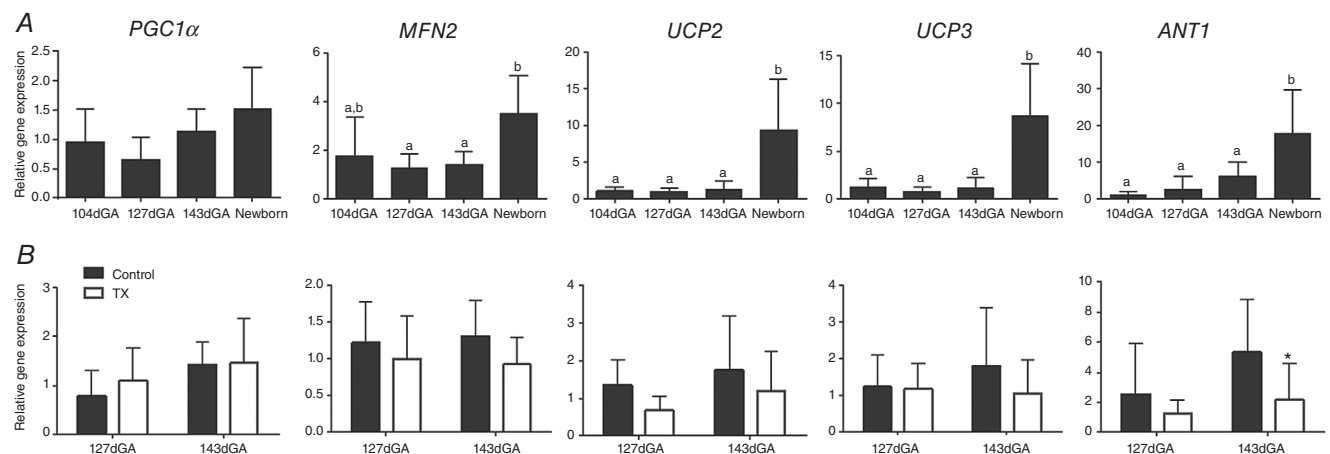 A
PGC1α MFN2 UCP2 UCP3 ANT1
Relative gene expression
2.5
2.0
1.5
1.0
0.5
0.0
104dGA 127dGA 143dGA Newborn
6
4
2
0
a,b a a b
104dGA 127dGA 143dGA Newborn
20
15
10
5
0
a a a b
104dGA 127dGA 143dGA Newborn
15
10
5
0
a a a b
104dGA 127dGA 143dGA Newborn
40
30
20
10
0
a a a b
104dGA 127dGA 143dGA Newborn
B
Control
TX
Relative gene expression
3
2
1
0
127dGA 143dGA
2.0
1.5
1.0
0.5
0.0
127dGA 143dGA
4
3
2
1
0
127dGA 143dGA
4
3
2
1
0
127dGA 143dGA
10
8
6
4
2
0
*
127dGA 143dGA